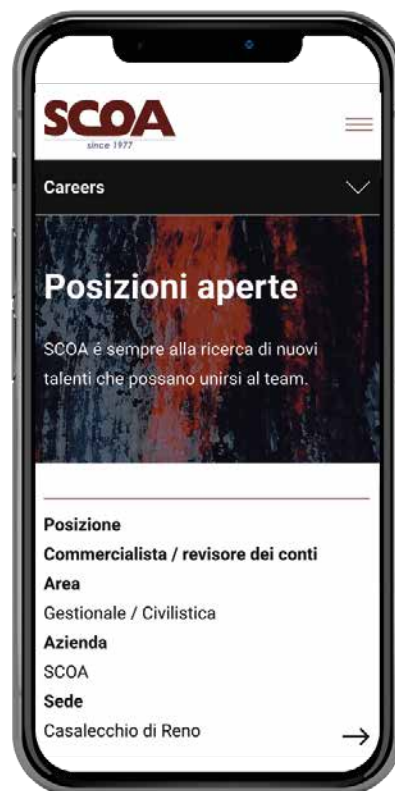 SCOA
since 1977
Careers
Posizioni aperte
SCOA é sempre alla ricerca di nuovi
talenti che possano unirsi al team.
Posizione
Commercialista / revisore dei conti
Area
Gestionale / Civilistica
Azienda
SCOA
Sede
Casalecchio di Reno